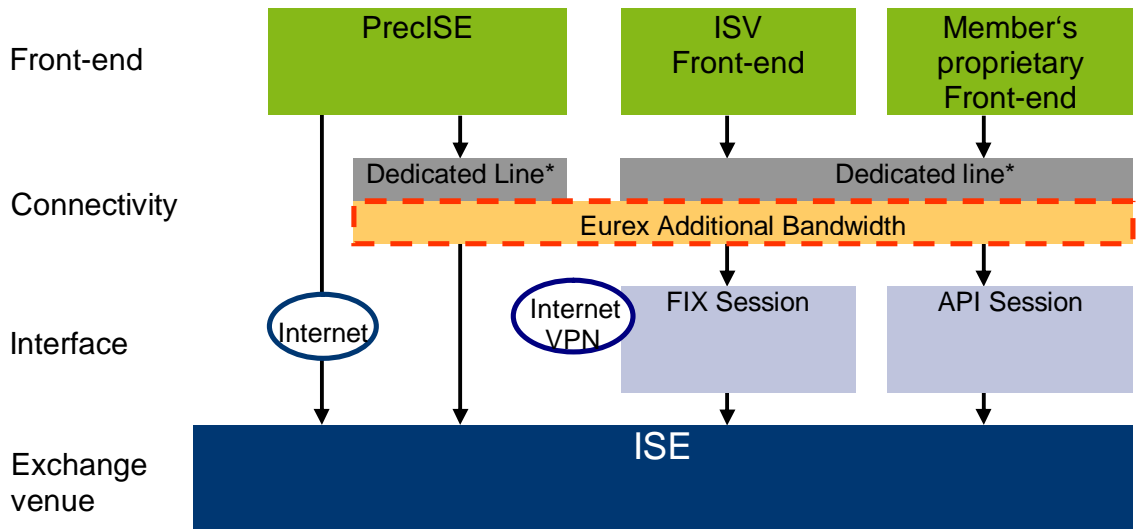 Front-end
PrecISE
ISV
Front-end
Member‘s
proprietary
Front-end
Connectivity
Dedicated Line*
Dedicated line*
Eurex Additional Bandwidth
Interface
Internet
Internet
VPN
FIX Session
API Session
Exchange
venue
ISE